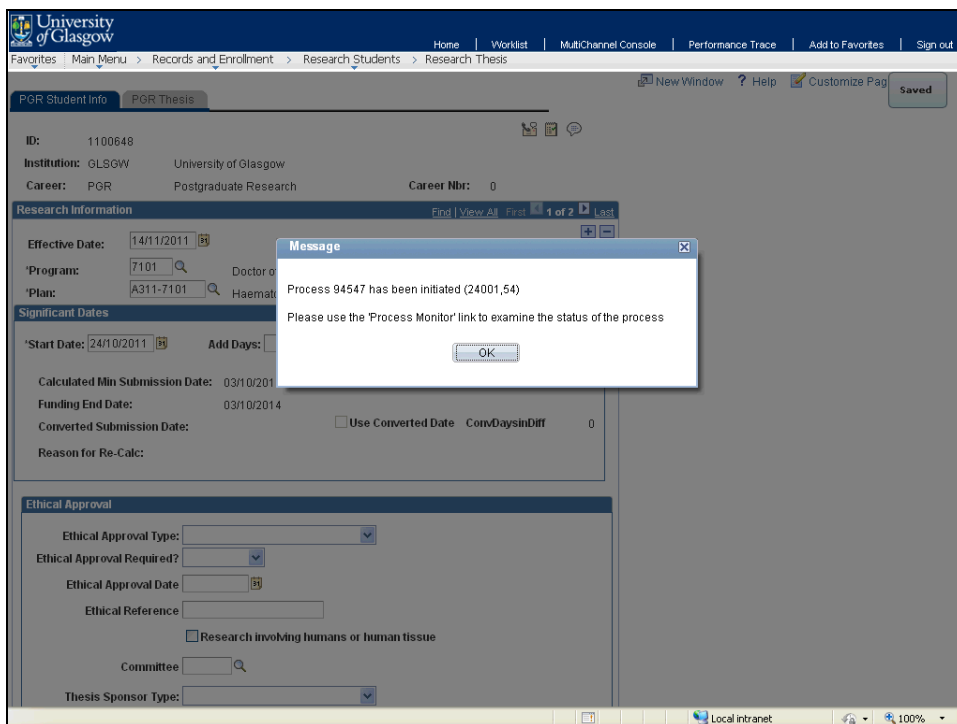 University of Glasgow
Home | Worklist | MultiChannel Console | Performance Trace | Add to Favorites | Sign out
Favorites Main Menu > Records and Enrollment > Research Students > Research Thesis
New Window ? Help Customize Pag
Saved
PGR Student Info PGR Thesis
ID: 1100648
Institution: GLSGW University of Glasgow
Career: PGR Postgraduate Research Career Nbr: 0
Research Information Find | View All First 1 of 2 Last
Effective Date: 14/11/2011 31
*Program: 7101 Doctor o
*Plan: A311-7101 Haemato
Message
Process 94547 has been initiated (24001,54)
Please use the 'Process Monitor' link to examine the status of the process
OK
Significant Dates
*Start Date: 24/10/2011 31 Add Days:
Calculated Min Submission Date: 03/10/201
Funding End Date: 03/10/2014
Converted Submission Date: Use Converted Date ConvDaysinDiff 0
Reason for Re-Calc:
Ethical Approval
Ethical Approval Type:
Ethical Approval Required?
Ethical Approval Date 31
Ethical Reference
Research involving humans or human tissue
Committee
Thesis Sponsor Type:
Local intranet 100%